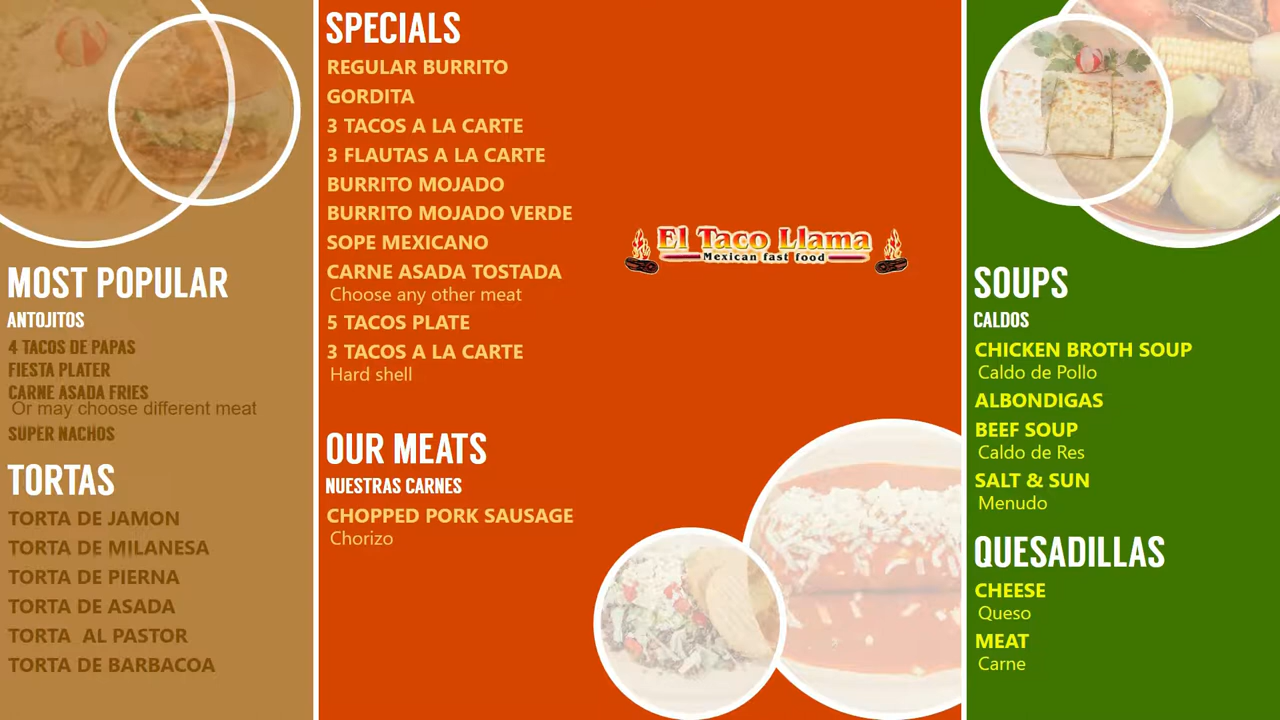 MOST POPULAR
ANTOJITOS
4 TACOS DE PAPAS
FIESTA PLATER
CARNE ASADA FRIES
Or may choose different meat
SUPER NACHOS
TORTAS
TORTA DE JAMON
TORTA DE MILANESA
TORTA DE PIERNA
TORTA DE ASADA
TORTA  AL PASTOR
TORTA DE BARBACOA
SPECIALS
REGULAR BURRITO
GORDITA
3 TACOS A LA CARTE
3 FLAUTAS A LA CARTE
BURRITO MOJADO
BURRITO MOJADO VERDE
SOPE MEXICANO
CARNE ASADA TOSTADA
Choose any other meat
5 TACOS PLATE
3 TACOS A LA CARTE
Hard shell
OUR MEATS
NUESTRAS CARNES
CHOPPED PORK SAUSAGE
Chorizo
El Taco Llama
Mexican fast food
SOUPS
CALDOS
CHICKEN BROTH SOUP
Caldo de Pollo
ALBONDIGAS
BEEF SOUP
Caldo de Res
SALT & SUN
Menudo
QUESADILLAS
CHEESE
Queso
MEAT
Carne